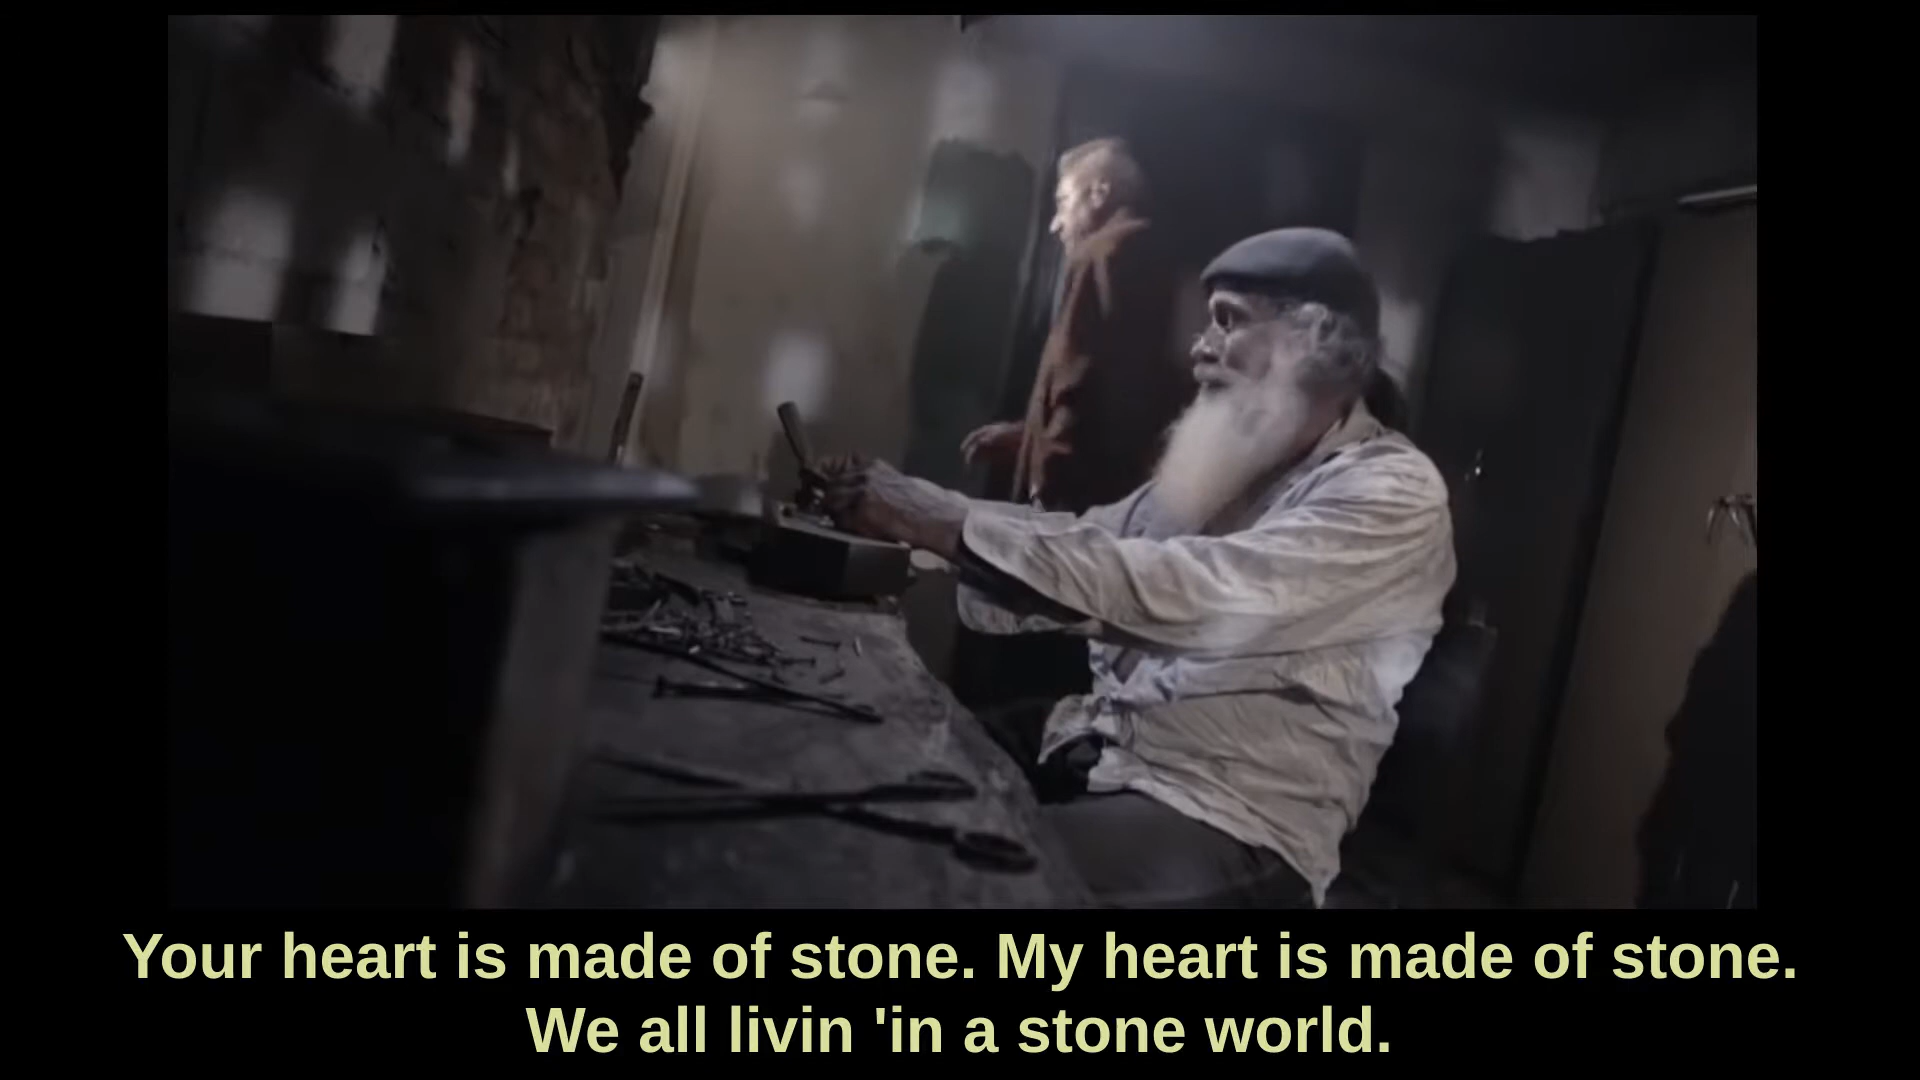 Your heart is made of stone. My heart is made of stone.
We all livin 'in a stone world.